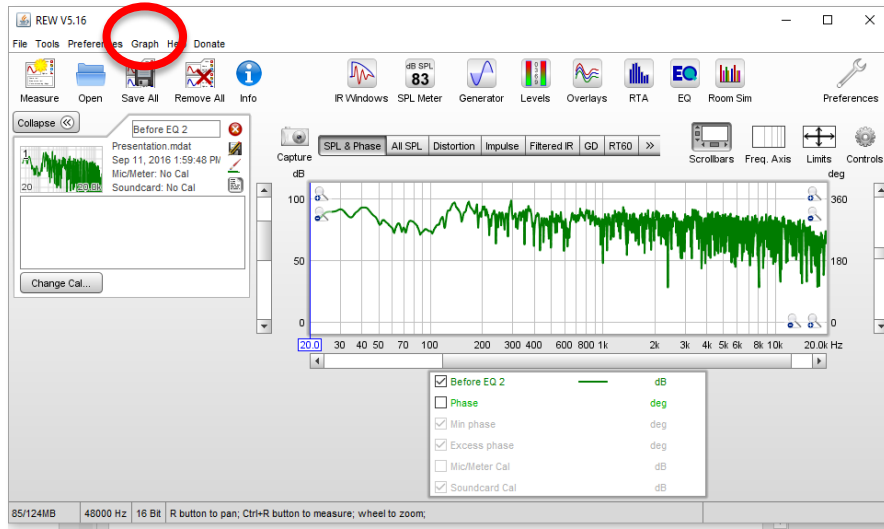 REW V5.16
File Tools Preferences Graph Help Donate
Measure Open Save All Remove All Info IR Windows dB SPL 83 SPL Meter Generator Levels Overlays RTA EQ EQ Room Sim Preferences
Collapse
Before EQ 2
1
Presentation.mdat
Sep 11, 2016 1:59:48 PM
Mic/Meter: No Cal
20 20.0k Soundcard: No Cal
Change Cal...
Capture SPL & Phase All SPL Distortion Impulse Filtered IR GD RT60 >> Scrollbars Freq. Axis Limits Controls
dB deg
100 360
50 180
0 0
20.0 30 40 50 70 100 200 300 400 600 800 1k 2k 3k 4k 5k 6k 8k 10k 20.0k Hz
Before EQ 2 dB
Phase deg
Min phase deg
Excess phase deg
Mic/Meter Cal dB
Soundcard Cal dB
85/124MB 48000 Hz 16 Bit R button to pan; Ctrl+R button to measure; wheel to zoom;